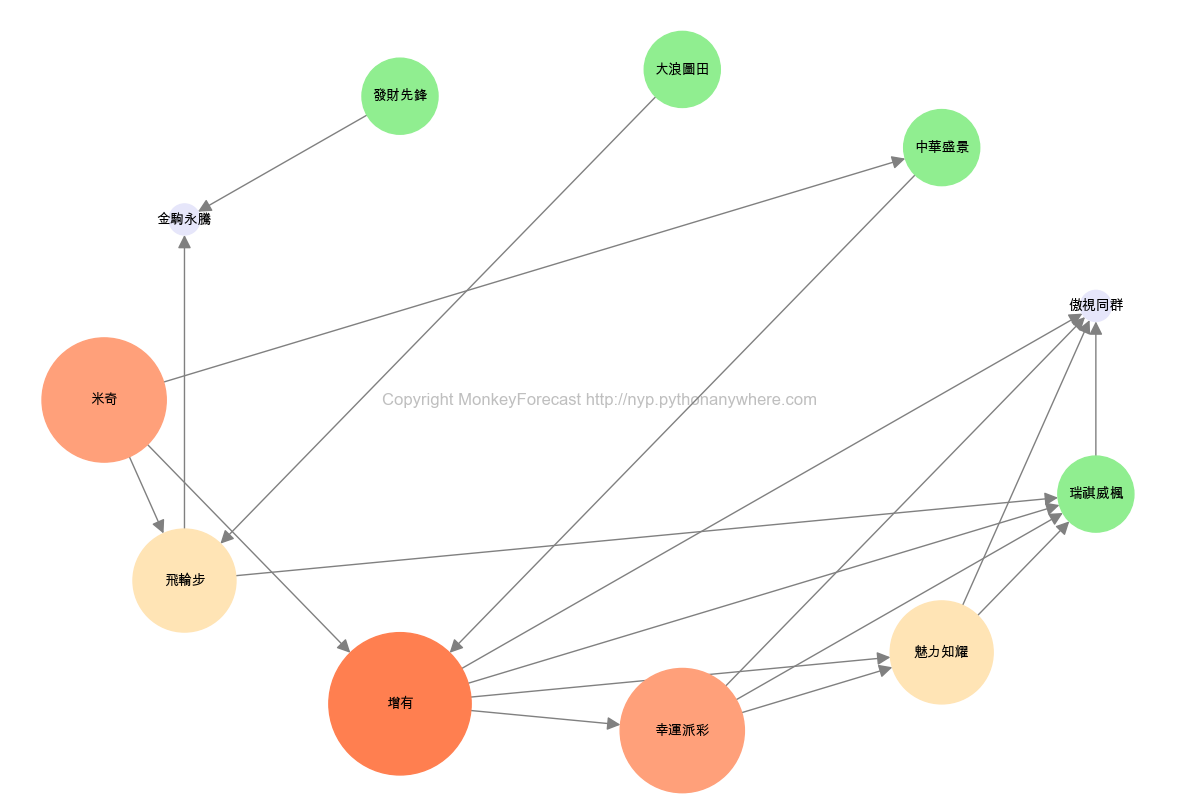 大浪圖田
發財先鋒
中華盛景
金駒永騰
傲視同群
米奇
Copyright MonkeyForecast http://nyp.pythonanywhere.com
瑞祺威楓
飛輪步
魅力知燿
增有
幸運派彩